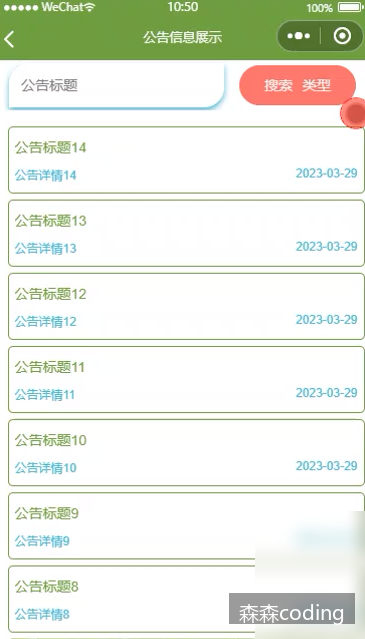 WeChat 10:50 100%
公告信息展示
公告标题 搜索 类型
公告标题14
公告详情14 2023-03-29
公告标题13
公告详情13 2023-03-29
公告标题12
公告详情12 2023-03-29
公告标题11
公告详情11 2023-03-29
公告标题10
公告详情10 2023-03-29
公告标题9
公告详情9
公告标题8
公告详情8
森森coding